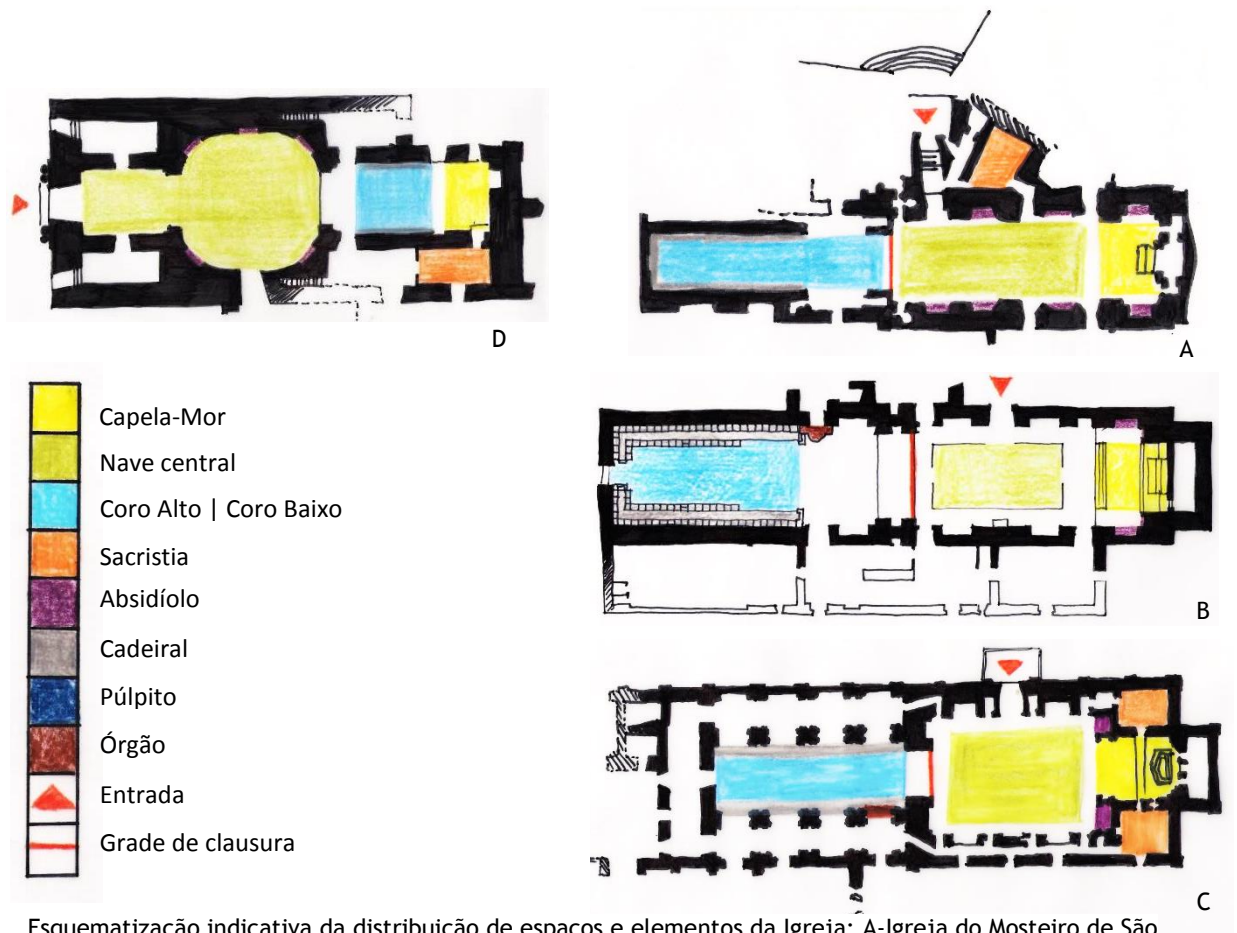 D
A
Capela-Mor
Nave central
Coro Alto | Coro Baixo
Sacristia
Absidíolo
Cadeiral
Púlpito
Órgão
Entrada
Grade de clausura
B
C
Esquematização indicativa da distribuição de espaços e elementos da Igreja: A-Igreja do Mosteiro de São